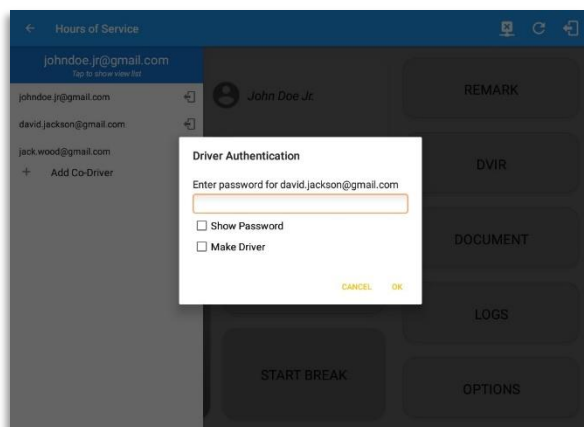 Hours of Service
johndoe.jr@gmail.com
Tap to show view list
johndoe.jr@gmail.com
david.jackson@gmail.com
jack.wood@gmail.com
+ Add Co-Driver
John Doe Jr.
Driver Authentication
Enter password for david.jackson@gmail.com
Show Password
Make Driver
CANCEL OK
START BREAK
REMARK
DVIR
DOCUMENT
LOGS
OPTIONS